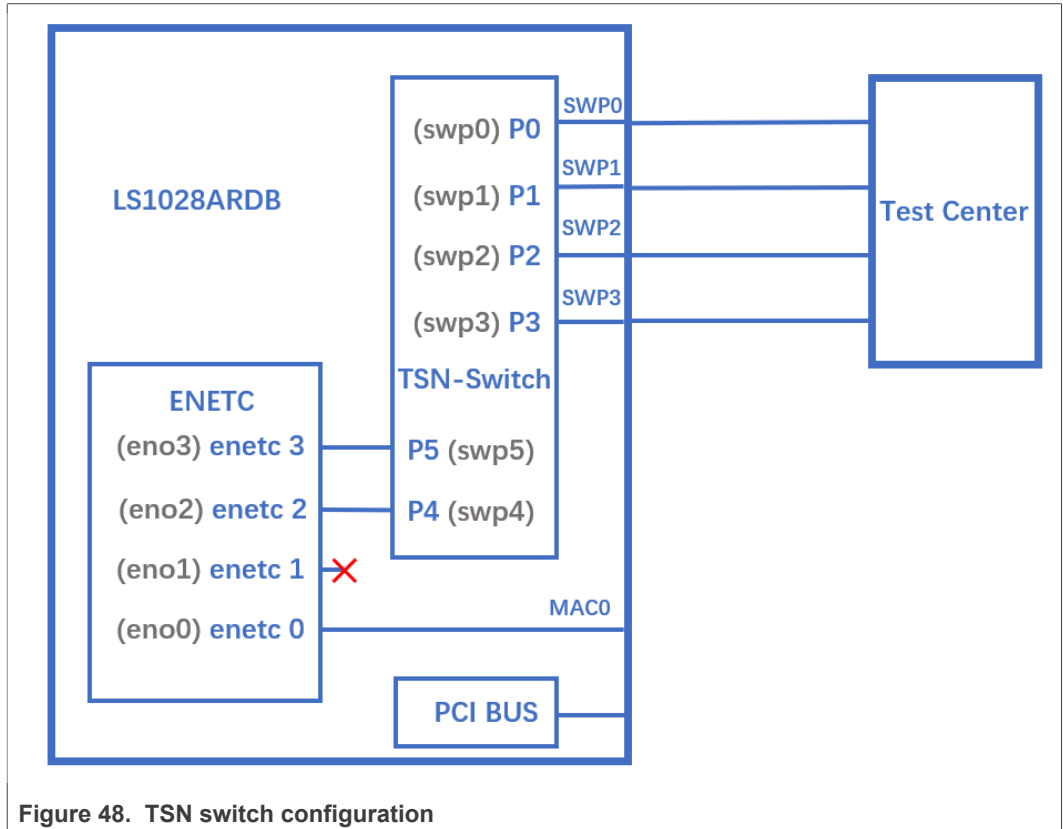 SWP0
(swp0) P0
SWP1
LS1028ARDB
(swp1) P1
Test Center
SWP2
(swp2) P2
SWP3
(swp3) P3
TSN-Switch
ENETC
(eno3) enetc 3
P5 (swp5)
(eno2) enetc 2
P4 (swp4)
(eno1) enetc 1
MAC0
(eno0) enetc 0
PCI BUS
Figure 48. TSN switch configuration